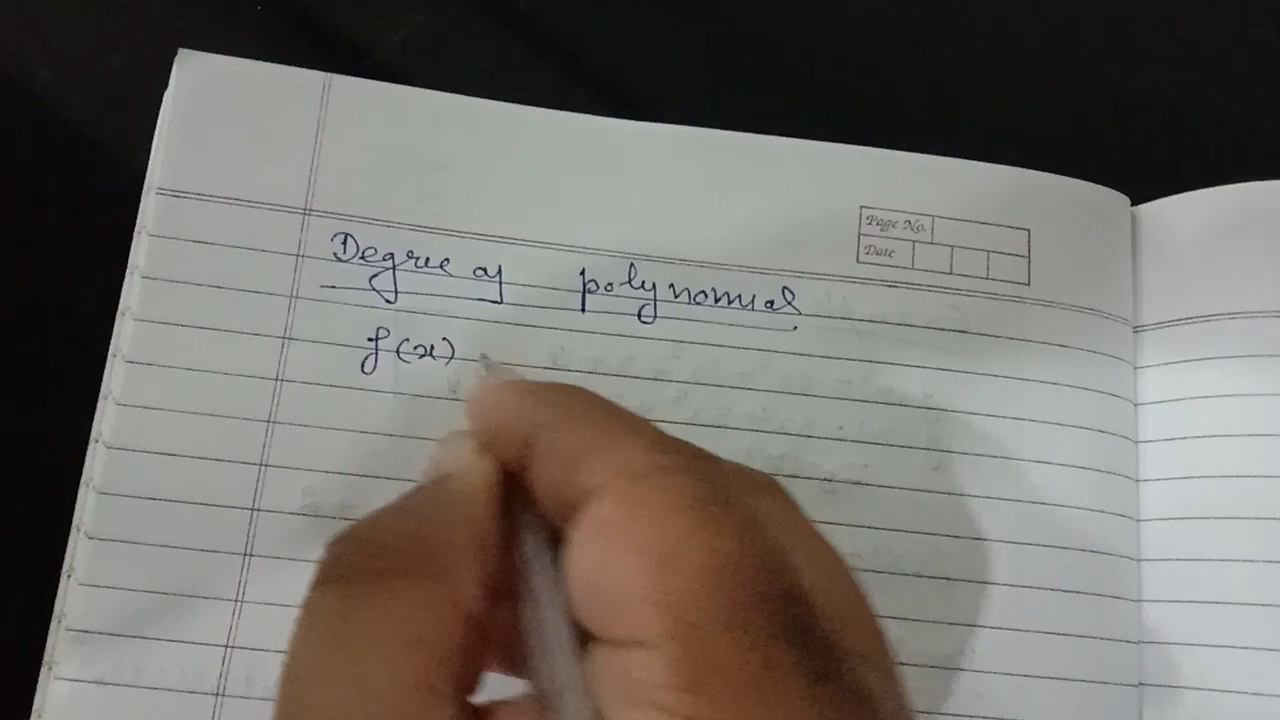 Page No.
Date
Degree of polynomial
f(x)